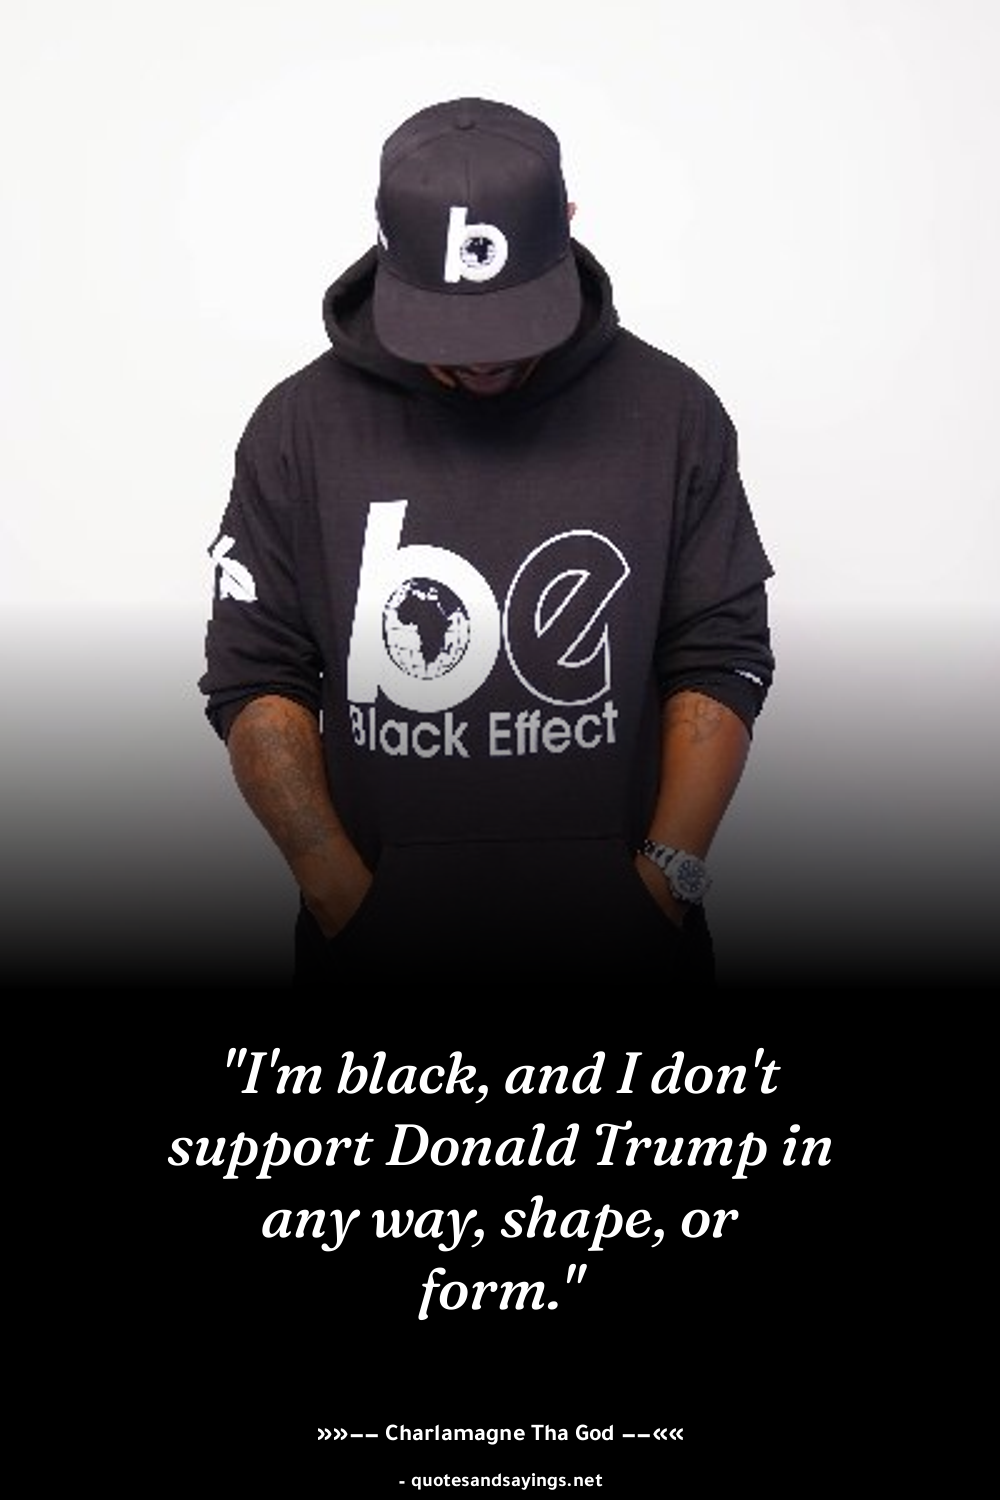 b
be
Black Effect
"I'm black, and I don't
support Donald Trump in
any way, shape, or
form."
»»–– Charlamagne Tha God ––««
- quotesandsayings.net